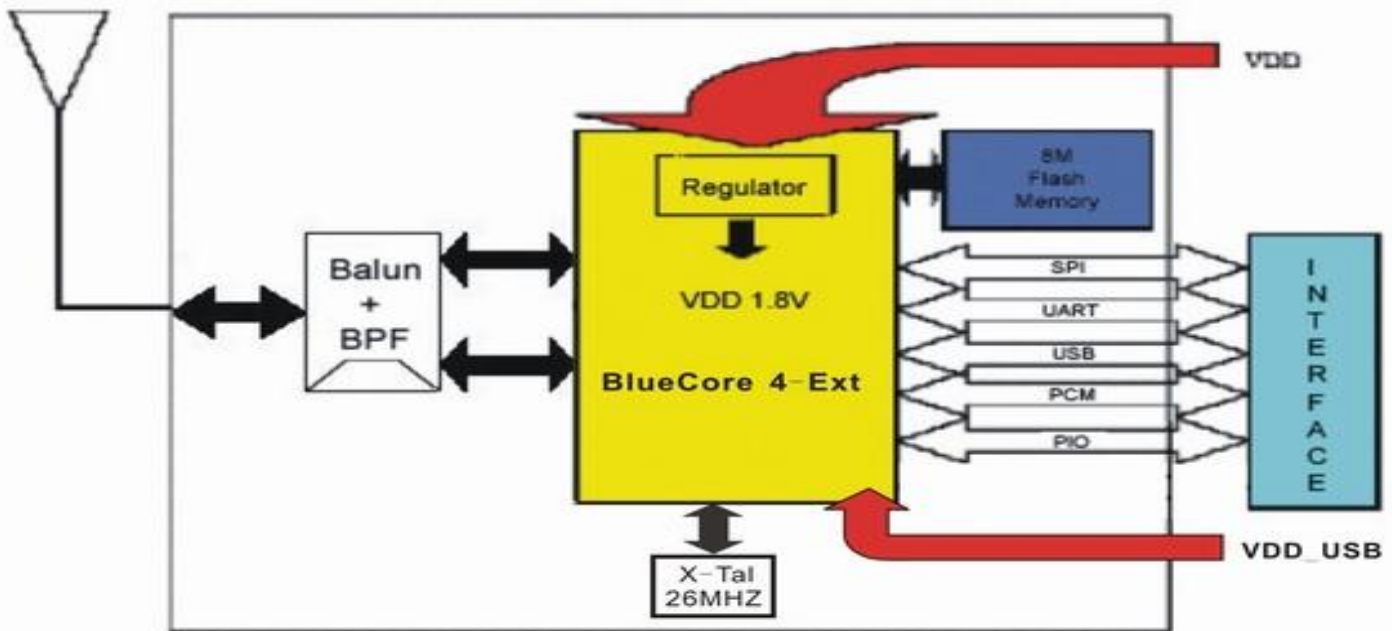 VDD
8M
Flash
Memory
Regulator
Balun
+
BPF
VDD 1.8V
BlueCore 4-Ext
SPI
UART
USB
PCM
PIO
INTERFACE
VDD_USB
X-Tal
26MHZ